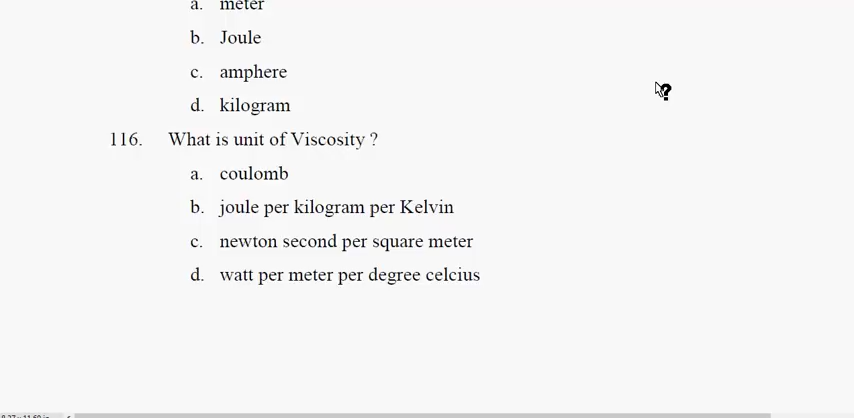 a. meter
b. Joule
c. amphere
d. kilogram
116. What is unit of Viscosity ?
a. coulomb
b. joule per kilogram per Kelvin
c. newton second per square meter
d. watt per meter per degree celcius